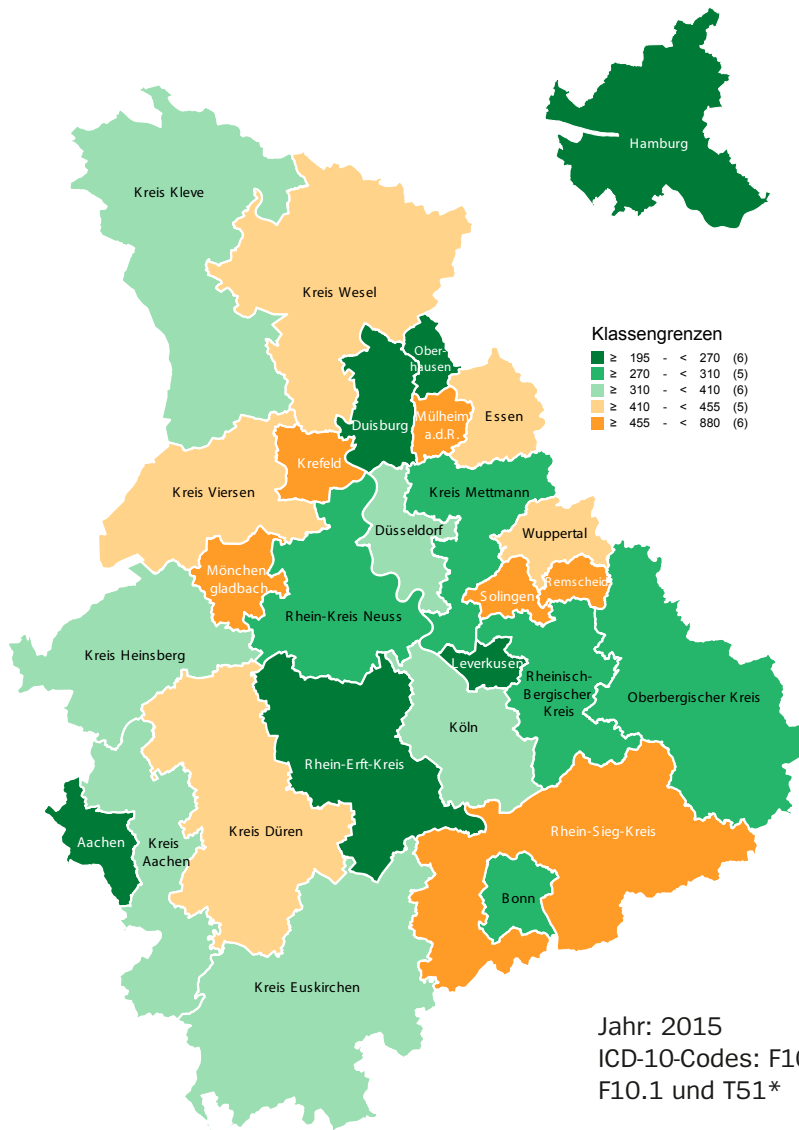 Hamburg
Kreis Kleve
Kreis Wesel
Klassengrenzen
≥ 195 - < 270 (6)
≥ 270 - < 310 (5)
≥ 310 - < 410 (6)
≥ 410 - < 455 (5)
≥ 455 - < 880 (6)
Ober-
hausen
Duisburg
Mülheim
a.d.R.
Essen
Krefeld
Kreis Viersen
Kreis Mettmann
Düsseldorf
Wuppertal
Mönchen
gladbach
Solingen
Remscheid
Rhein-Kreis Neuss
Kreis Heinsberg
Leverkusen
Rheinisch-
Bergischer
Kreis
Oberbergischer Kreis
Köln
Rhein-Erft-Kreis
Kreis Düren
Rhein-Sieg-Kreis
Aachen
Kreis
Aachen
Bonn
Kreis Euskirchen
Jahr: 2015
ICD-10-Codes: F10
F10.1 und T51*